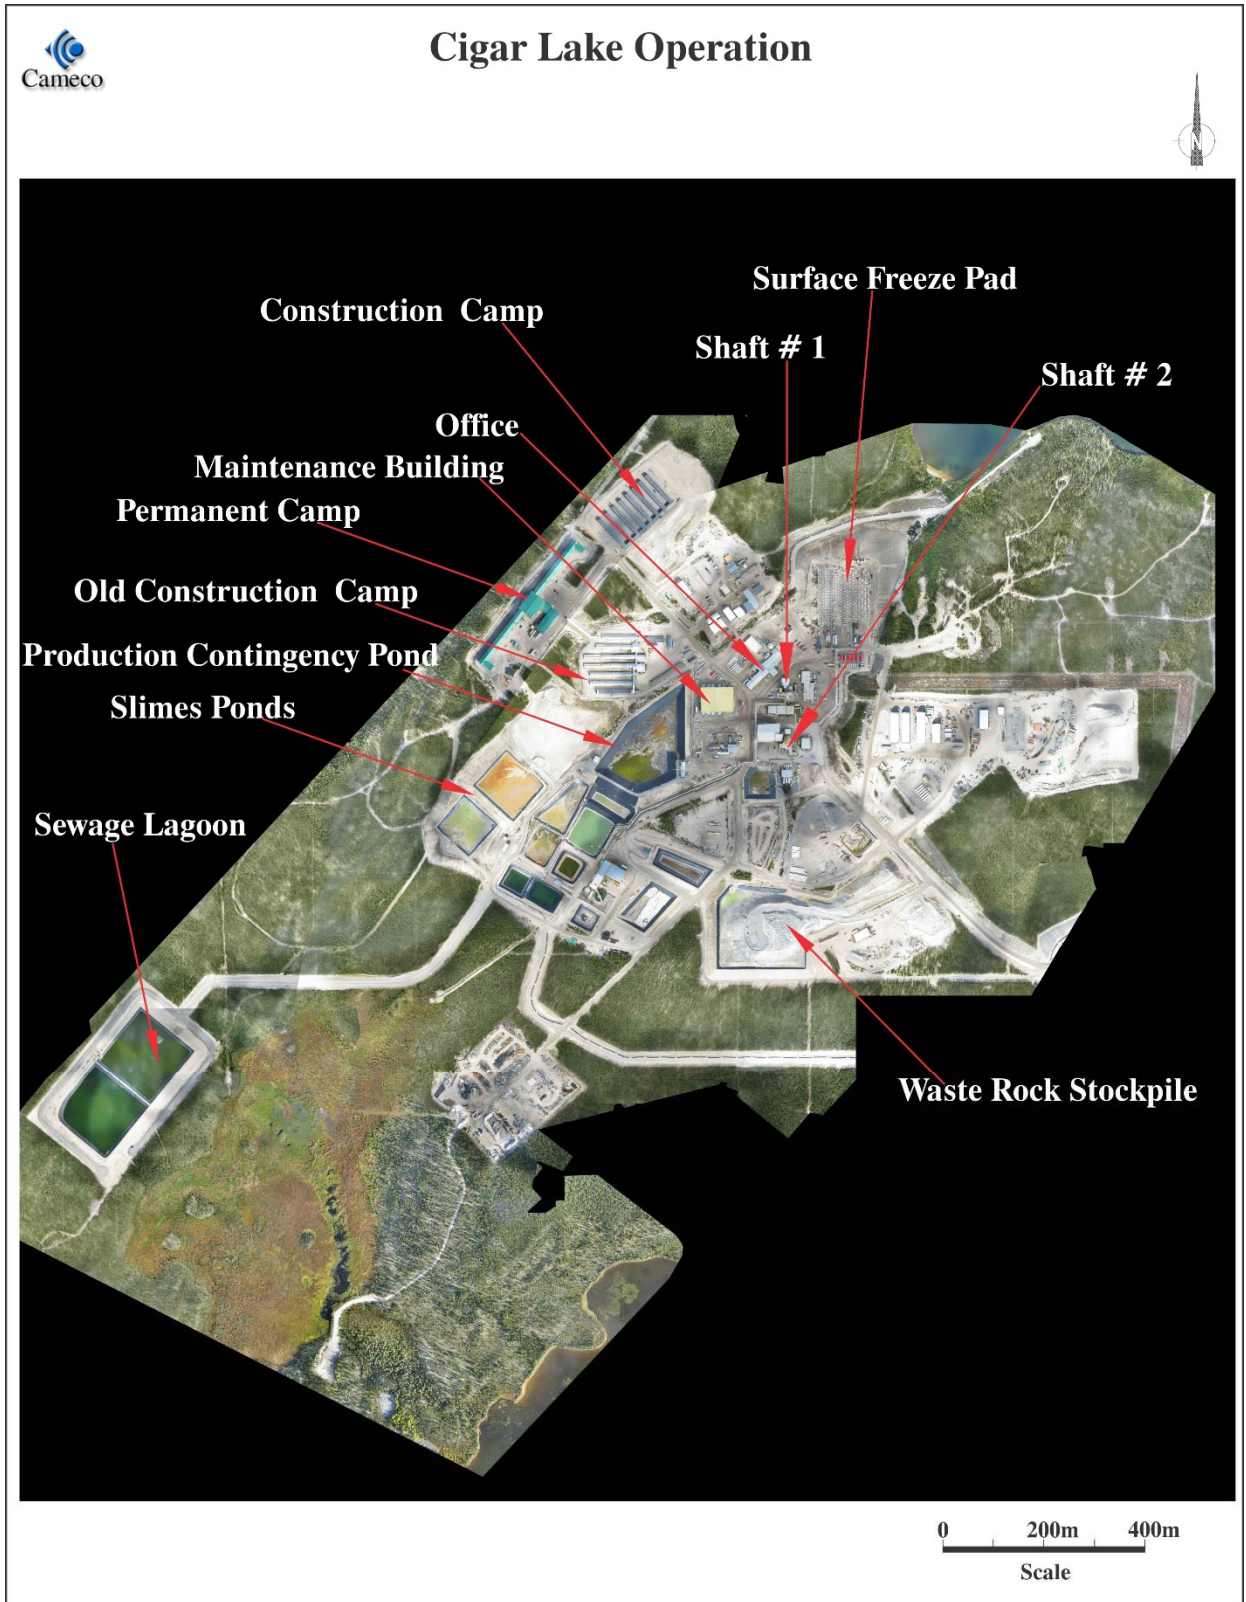 Cigar Lake Operation
Cameco
N
Surface Freeze Pad
Construction Camp
Shaft # 1
Shaft # 2
Office
Maintenance Building
Permanent Camp
Old Construction Camp
Production Contingency Pond
Slimes Ponds
Sewage Lagoon
Waste Rock Stockpile
0 200m 400m
Scale